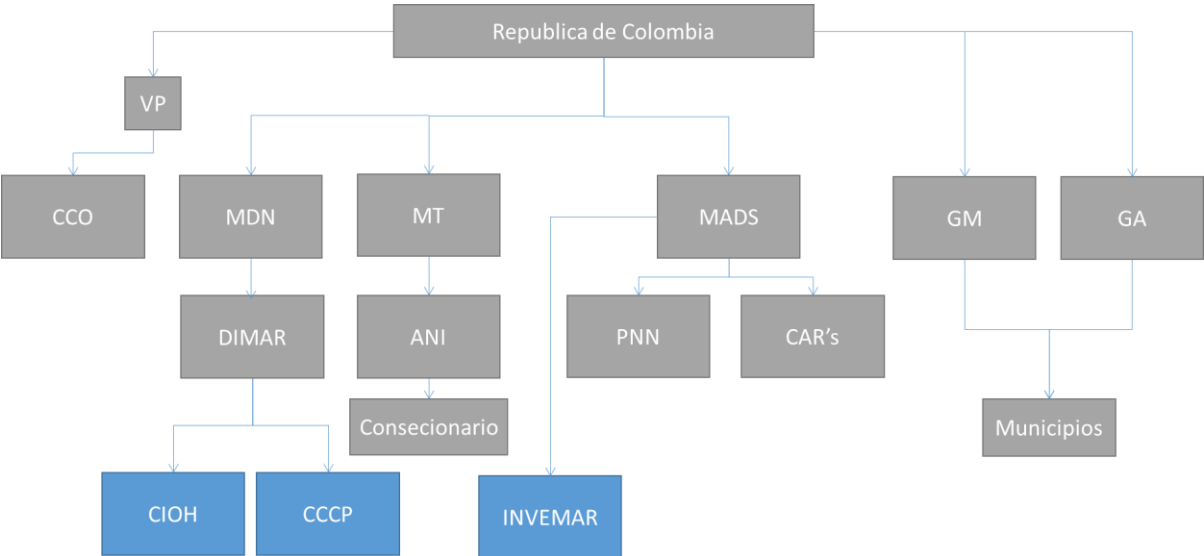 Republica de Colombia
VP
CCO
MDN
MT
MADS
GM
GA
DIMAR
ANI
PNN
CAR's
Consecionario
Municipios
CIOH
CCCP
INVEMAR